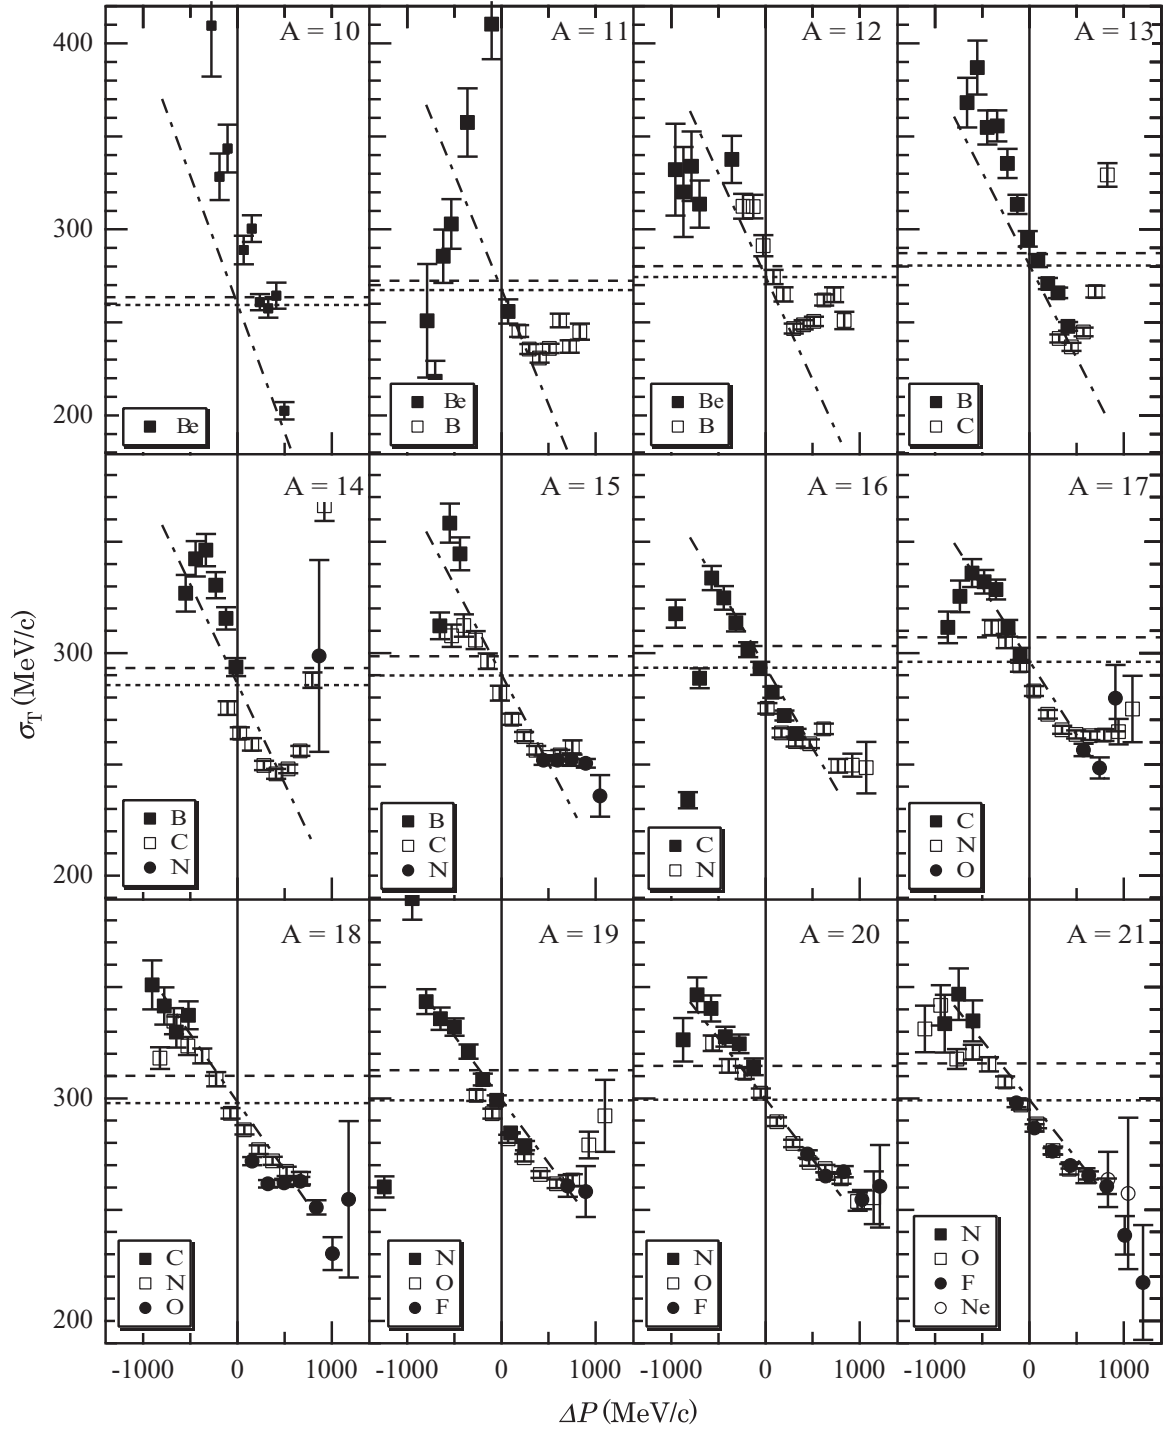 A = 10 A = 11 A = 12 A = 13
400
300
200
Be
Be
B
Be
B
B
C
A = 14 A = 15 A = 16 A = 17
300
200
B
C
N
B
C
N
C
N
C
N
O
A = 18 A = 19 A = 20 A = 21
300
200
C
N
O
N
O
F
N
O
F
N
O
F
Ne
-1000 0 1000 -1000 0 1000 -1000 0 1000 -1000 0 1000
σT (MeV/c)
ΔP (MeV/c)